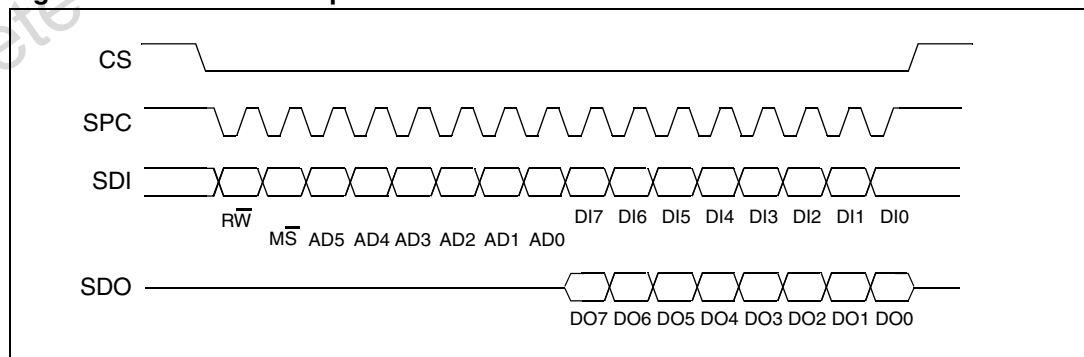 CS
SPC
SDI
DI7 DI6 DI5 DI4 DI3 DI2 DI1 DI0
RW̅
MS̅ AD5 AD4 AD3 AD2 AD1 AD0
SDO
DO7 DO6 DO5 DO4 DO3 DO2 DO1 DO0